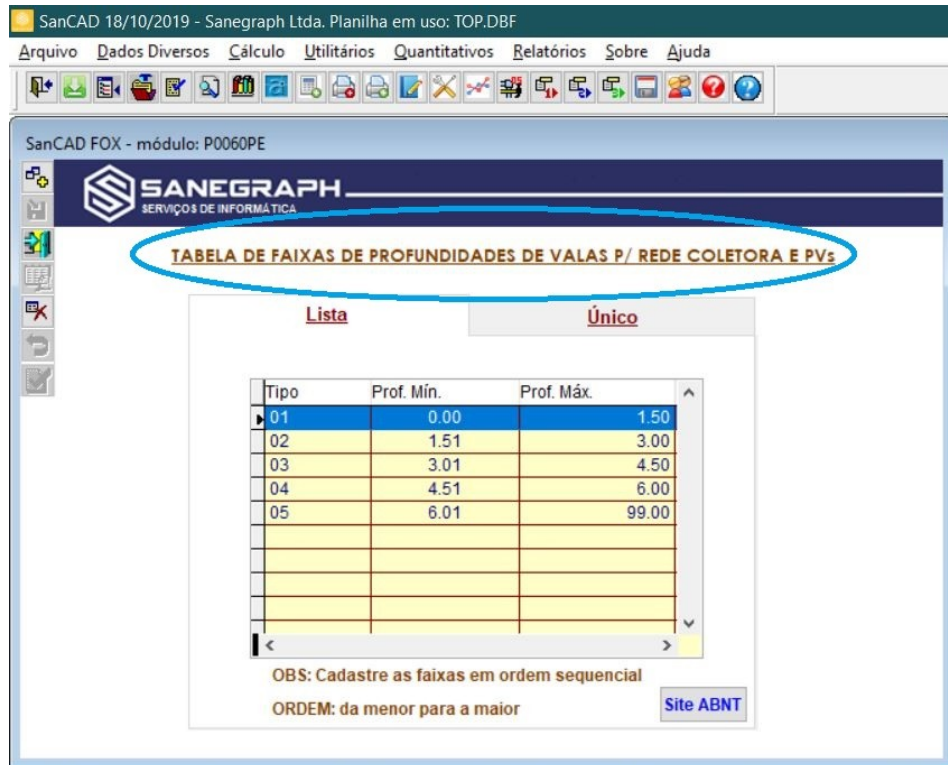 SanCAD 18/10/2019 - Sanegraph Ltda. Planilha em uso: TOP.DBF
Arquivo Dados Diversos Cálculo Utilitários Quantitativos Relatórios Sobre Ajuda
SanCAD FOX - módulo: P0060PE
SANEGRAPH
SERVIÇOS DE INFORMÁTICA
TABELA DE FAIXAS DE PROFUNDIDADES DE VALAS P/ REDE COLETORA E PVs
Lista Único
Tipo Prof. Mín. Prof. Máx.
01 0.00 1.50
02 1.51 3.00
03 3.01 4.50
04 4.51 6.00
05 6.01 99.00
OBS: Cadastre as faixas em ordem sequencial
ORDEM: da menor para a maior
Site ABNT